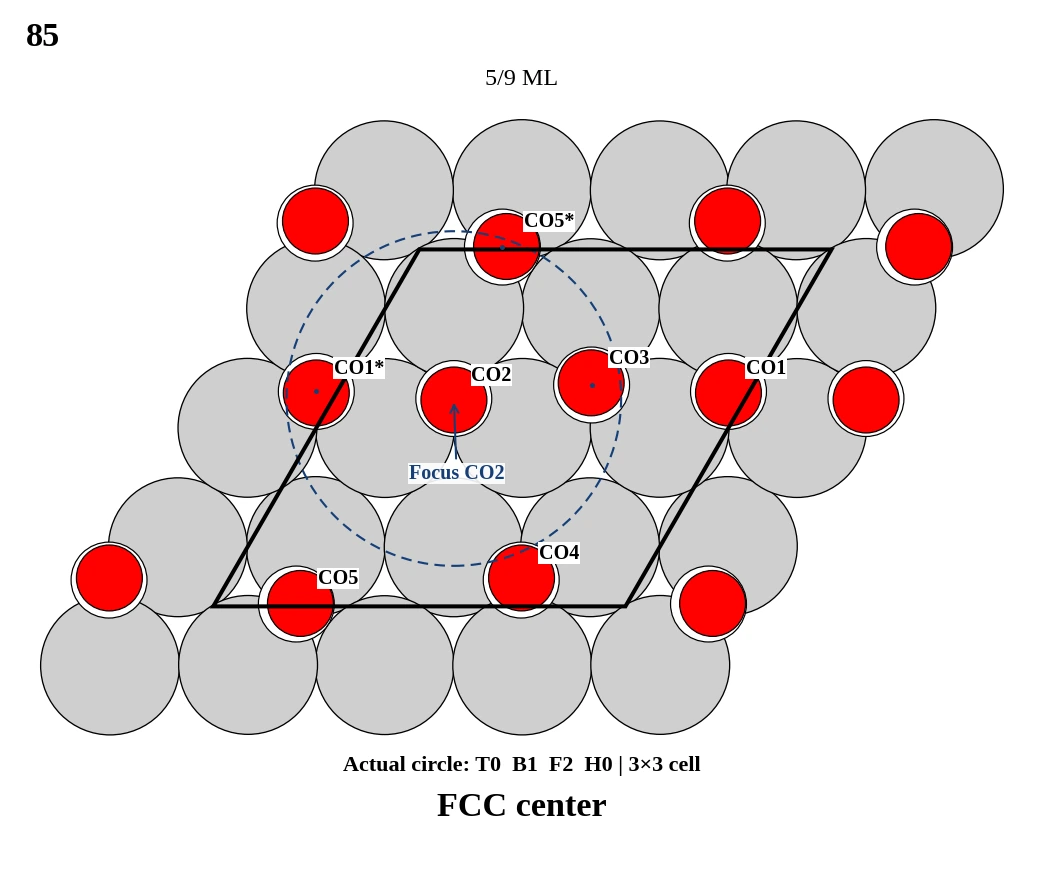 85
5/9 ML
CO5*
CO3
CO1*
CO2
CO1
Focus CO2
CO4
CO5
Actual circle: T0 B1 F2 H0 | 3×3 cell
FCC center